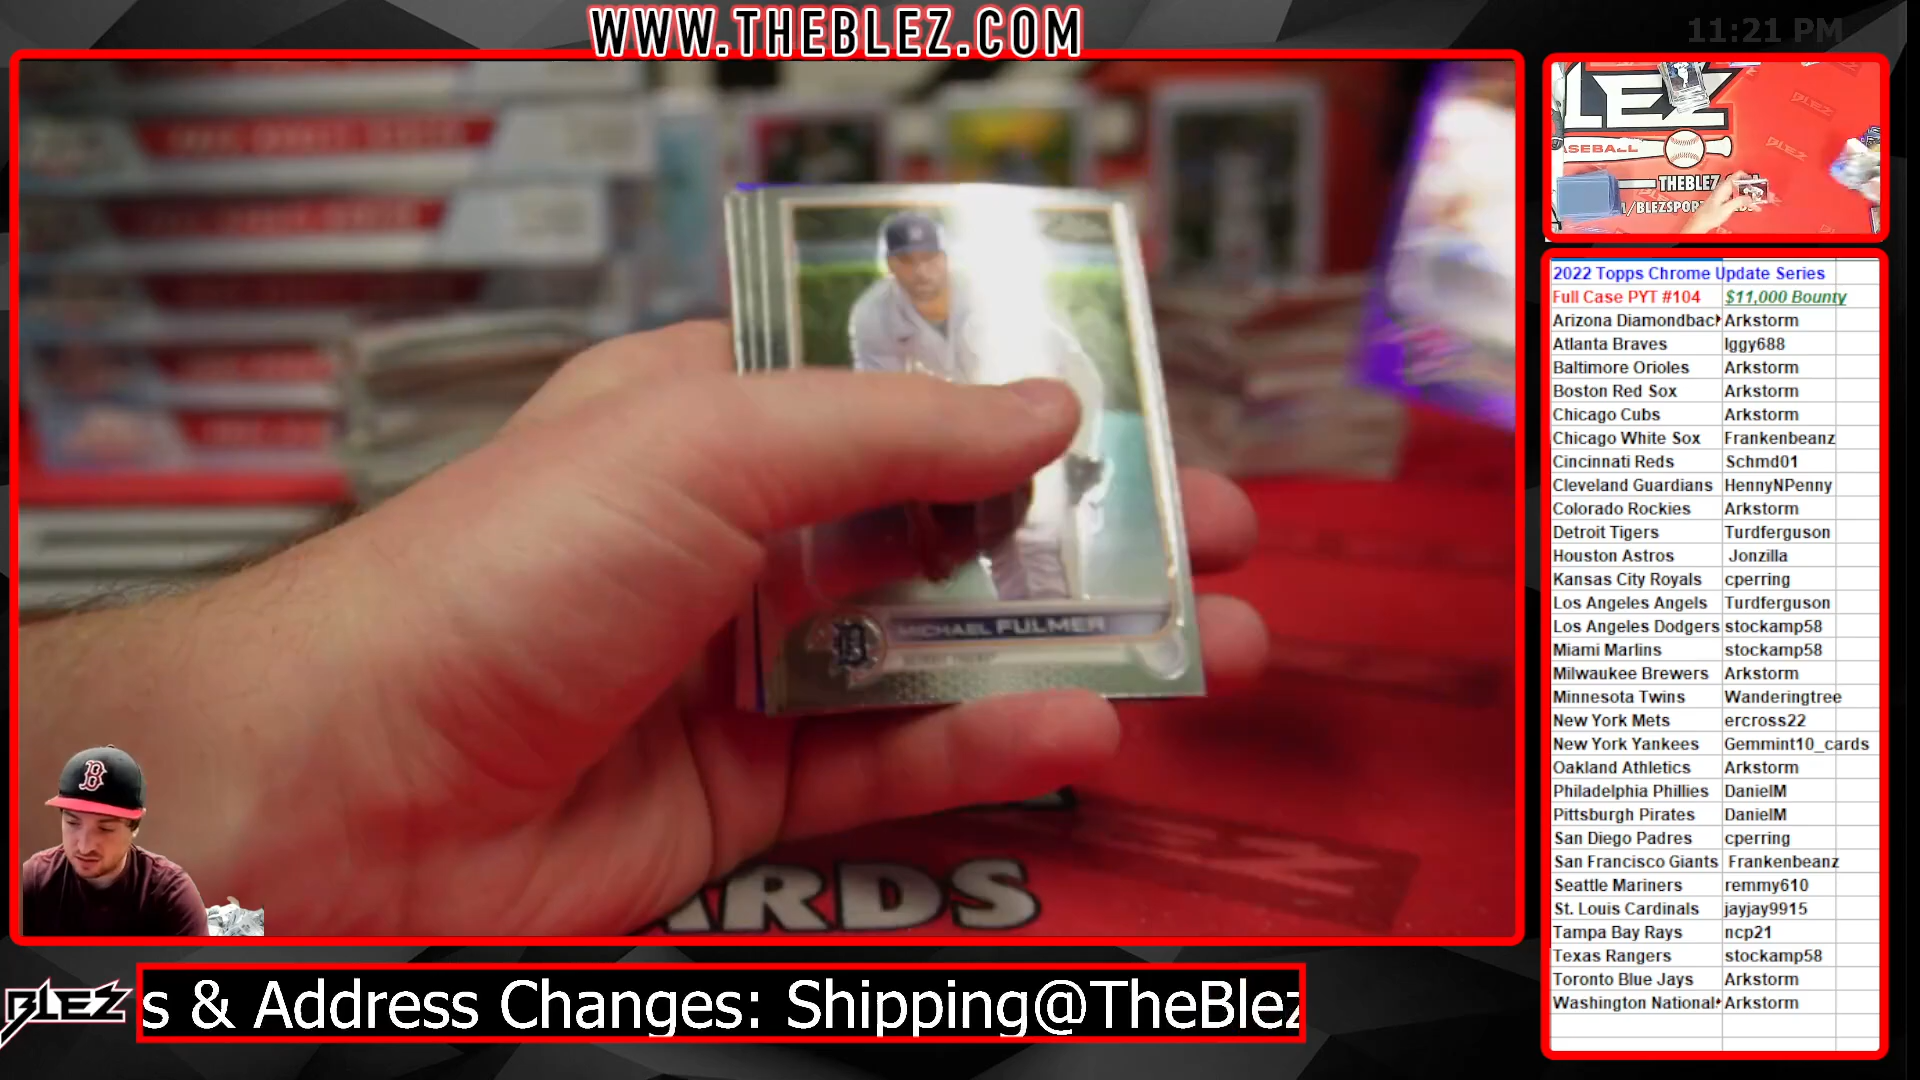 WWW.THEBLEZ.COM
11:21 PM
LEZ
ASEBALL
THEBLEZ
/BLEZSPOR
BLEZ
BLEZ
MICHAEL FULMER
ARDS
B
2022 Topps Chrome Update Series
Full Case PYT #104 $11,000 Bounty
Arizona Diamondback Arkstorm
Atlanta Braves Iggy688
Baltimore Orioles Arkstorm
Boston Red Sox Arkstorm
Chicago Cubs Arkstorm
Chicago White Sox Frankenbeanz
Cincinnati Reds Schmd01
Cleveland Guardians HennyNPenny
Colorado Rockies Arkstorm
Detroit Tigers Turdferguson
Houston Astros Jonzilla
Kansas City Royals cperring
Los Angeles Angels Turdferguson
Los Angeles Dodgers stockamp58
Miami Marlins stockamp58
Milwaukee Brewers Arkstorm
Minnesota Twins Wanderingtree
New York Mets ercross22
New York Yankees Gemmint10_cards
Oakland Athletics Arkstorm
Philadelphia Phillies DanielM
Pittsburgh Pirates DanielM
San Diego Padres cperring
San Francisco Giants Frankenbeanz
Seattle Mariners remmy610
St. Louis Cardinals jayjay9915
Tampa Bay Rays ncp21
Texas Rangers stockamp58
Toronto Blue Jays Arkstorm
Washington National Arkstorm
BLEZ
s & Address Changes: Shipping@TheBlez